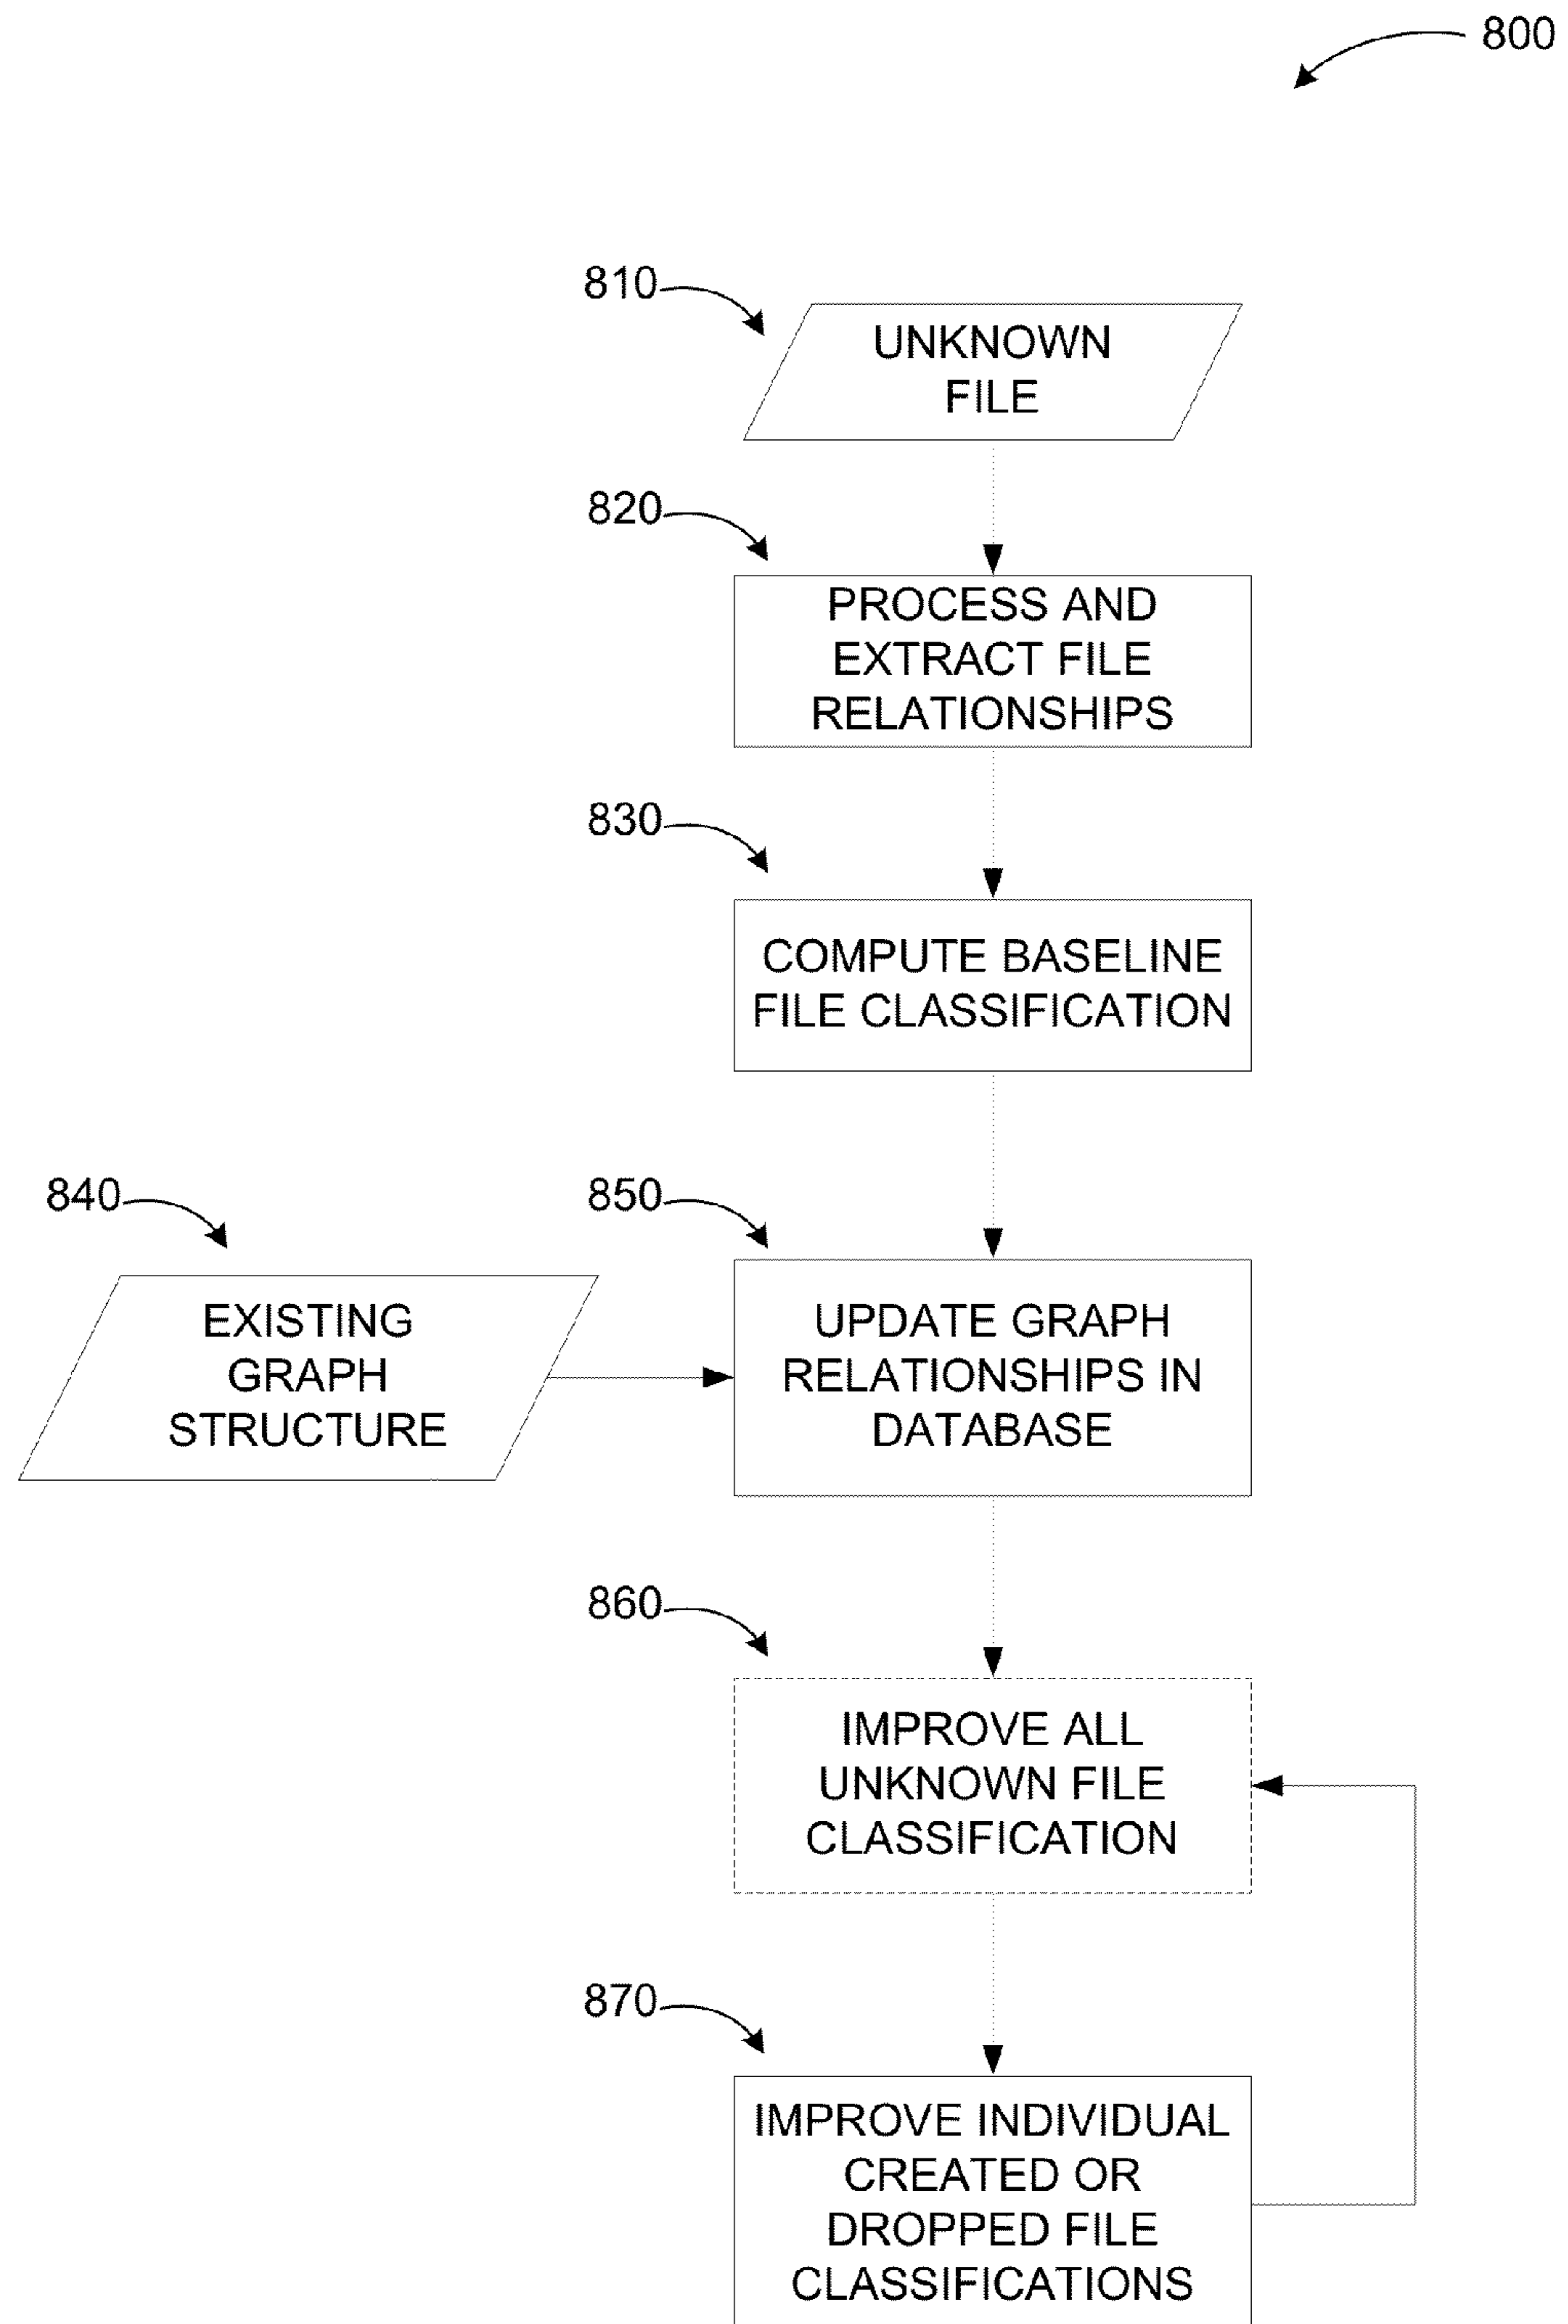 800
810
UNKNOWN
FILE
820
PROCESS AND
EXTRACT FILE
RELATIONSHIPS
830
COMPUTE BASELINE
FILE CLASSIFICATION
840
EXISTING
GRAPH
STRUCTURE
850
UPDATE GRAPH
RELATIONSHIPS IN
DATABASE
860
IMPROVE ALL
UNKNOWN FILE
CLASSIFICATION
870
IMPROVE INDIVIDUAL
CREATED OR
DROPPED FILE
CLASSIFICATIONS